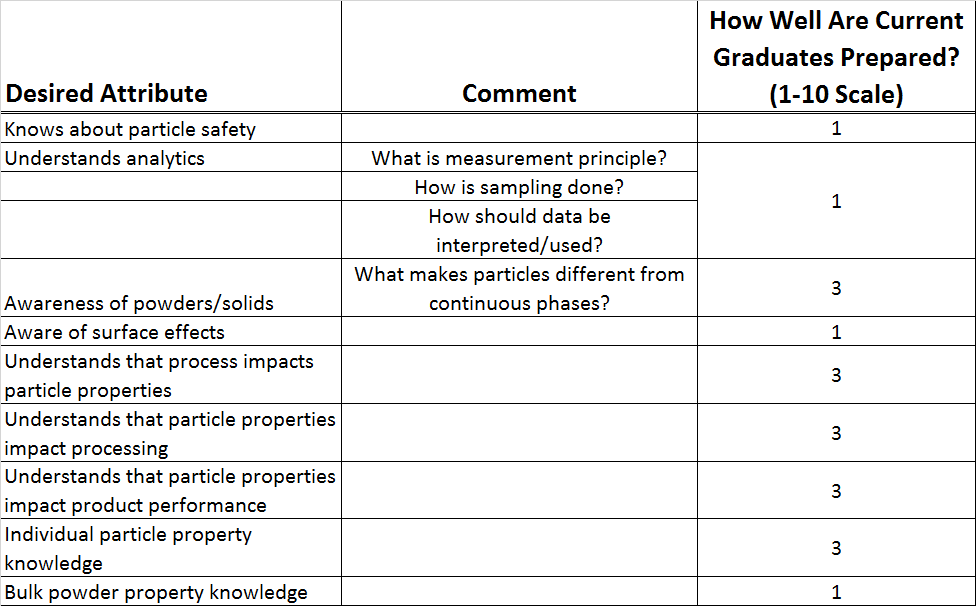 Desired Attribute
Comment
How Well Are Current
Graduates Prepared?
(1-10 Scale)
Knows about particle safety
1
Understands analytics
What is measurement principle?
How is sampling done?
How should data be
interpreted/used?
1
Awareness of powders/solids
What makes particles different from
continuous phases?
3
Aware of surface effects
1
Understands that process impacts
particle properties
3
Understands that particle properties
impact processing
3
Understands that particle properties
impact product performance
3
Individual particle property
knowledge
3
Bulk powder property knowledge
1